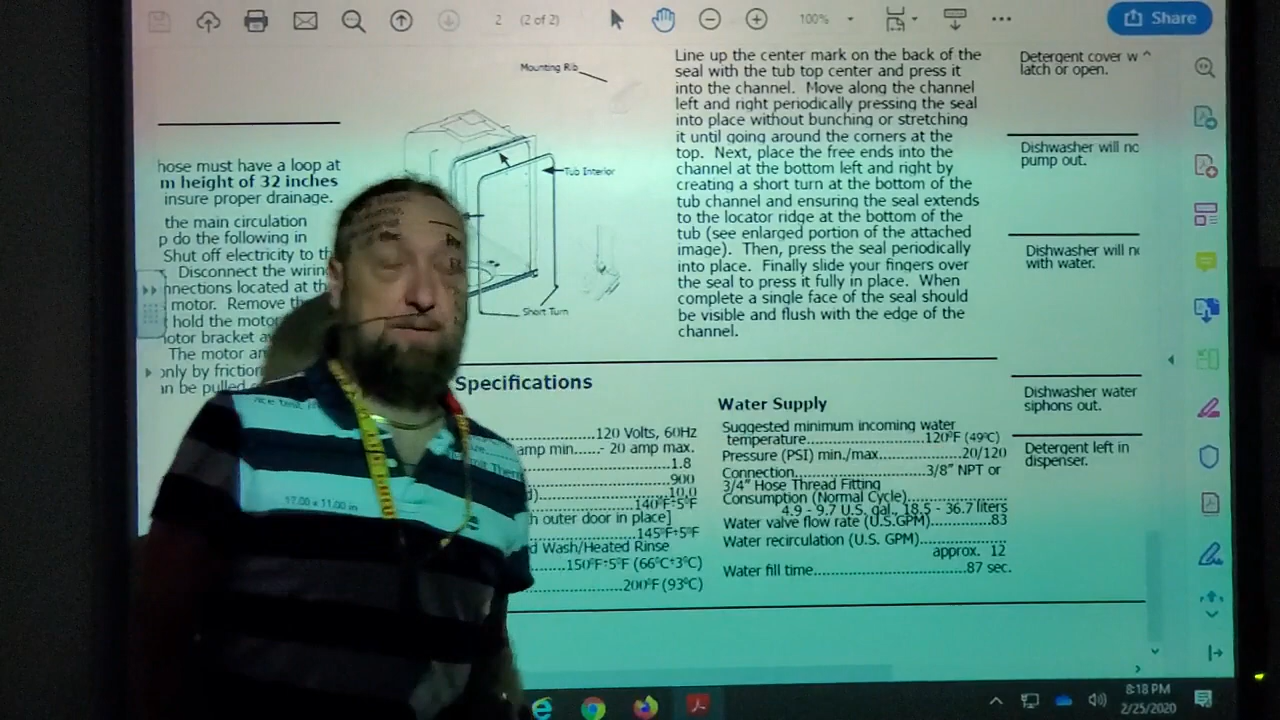 2 (2 of 2)
100%
Share
hose must have a loop at
m height of 32 inches
insure proper drainage.
the main circulation
p do the following in
Shut off electricity to th
Disconnect the wirin
nnections located at th
motor. Remove th
hold the motor
otor bracket a
The motor an
only by friction
an be pulled
Mounting Rib
Tub Interior
Short Turn
Line up the center mark on the back of the
seal with the tub top center and press it
into the channel. Move along the channel
left and right periodically pressing the seal
into place without bunching or stretching
it until going around the corners at the
top. Next, place the free ends into the
channel at the bottom left and right by
creating a short turn at the bottom of the
tub channel and ensuring the seal extends
to the locator ridge at the bottom of the
tub (see enlarged portion of the attached
image). Then, press the seal periodically
into place. Finally slide your fingers over
the seal to press it fully in place. When
complete a single face of the seal should
be visible and flush with the edge of the
channel.
Detergent cover w
latch or open.
Dishwasher will no
pump out.
Dishwasher will n
with water.
Dishwasher water
siphons out.
Detergent left in
dispenser.
Specifications
120 Volts, 60Hz
amp min......- 20 amp max.
1.8
900
10.0
140°F±5°F
h outer door in place]
145°F±5°F
d Wash/Heated Rinse
150°F±5°F (66°C±3°C)
200°F (93°C)
Water Supply
Suggested minimum incoming water
temperature.......................120°F (49°C)
Pressure (PSI) min./max................20/120
Connection.........................3/8" NPT or
3/4" Hose Thread Fitting
Consumption (Normal Cycle)...................
4.9 - 9.7 U.S. gal., 18.5 - 36.7 liters
Water valve flow rate (U.S.GPM)..............83
Water recirculation (U.S. GPM)................
approx. 12
Water fill time................................87 sec.
17.00 x 11.00 in
8:18 PM
2/25/2020